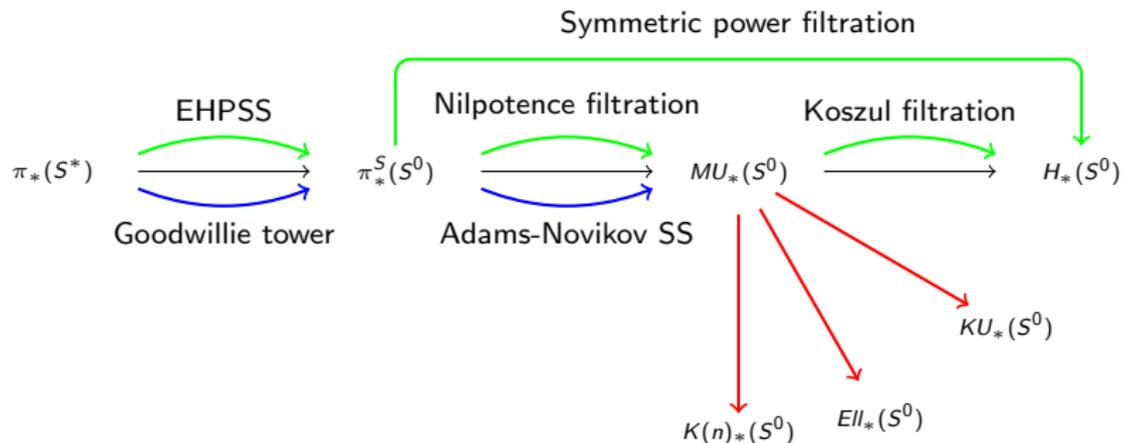 Symmetric power filtration
EHPSS
Nilpotence filtration
Koszul filtration
π_*(S^*)
π_*^S(S^0)
MU_*(S^0)
H_*(S^0)
Goodwillie tower
Adams-Novikov SS
KU_*(S^0)
Ell_*(S^0)
K(n)_*(S^0)